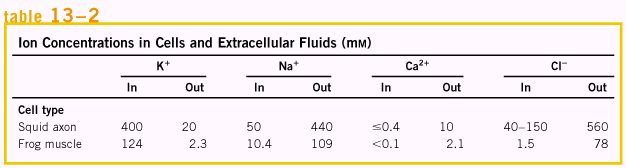 table 13–2
Ion Concentrations in Cells and Extracellular Fluids (mM)
K+ Na+ Ca2+ Cl−
In Out In Out In Out In Out
Cell type
Squid axon 400 20 50 440 ≤0.4 10 40–150 560
Frog muscle 124 2.3 10.4 109 <0.1 2.1 1.5 78